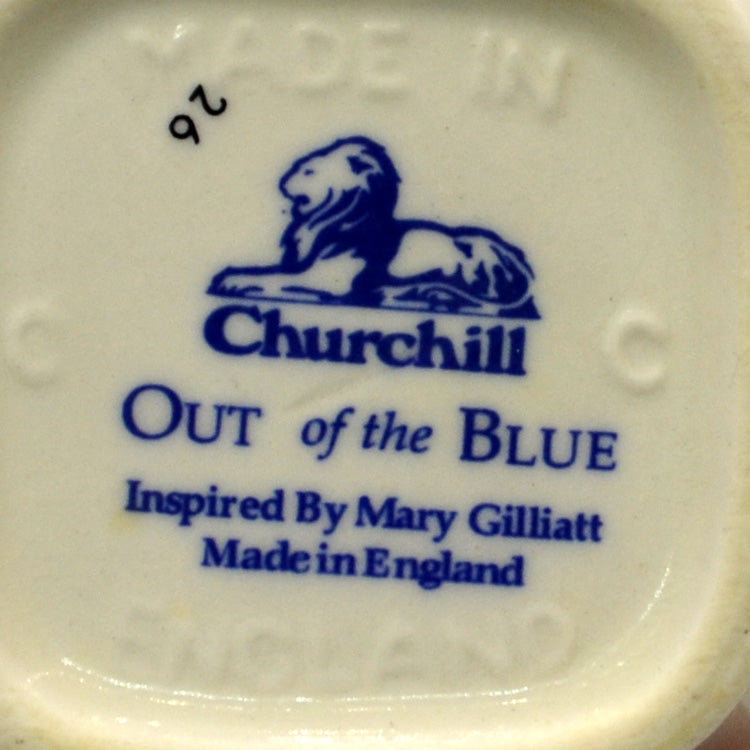 MADE IN
26
Churchill
C C
OUT of the BLUE
Inspired By Mary Gilliatt
Made in England
ENGLAND